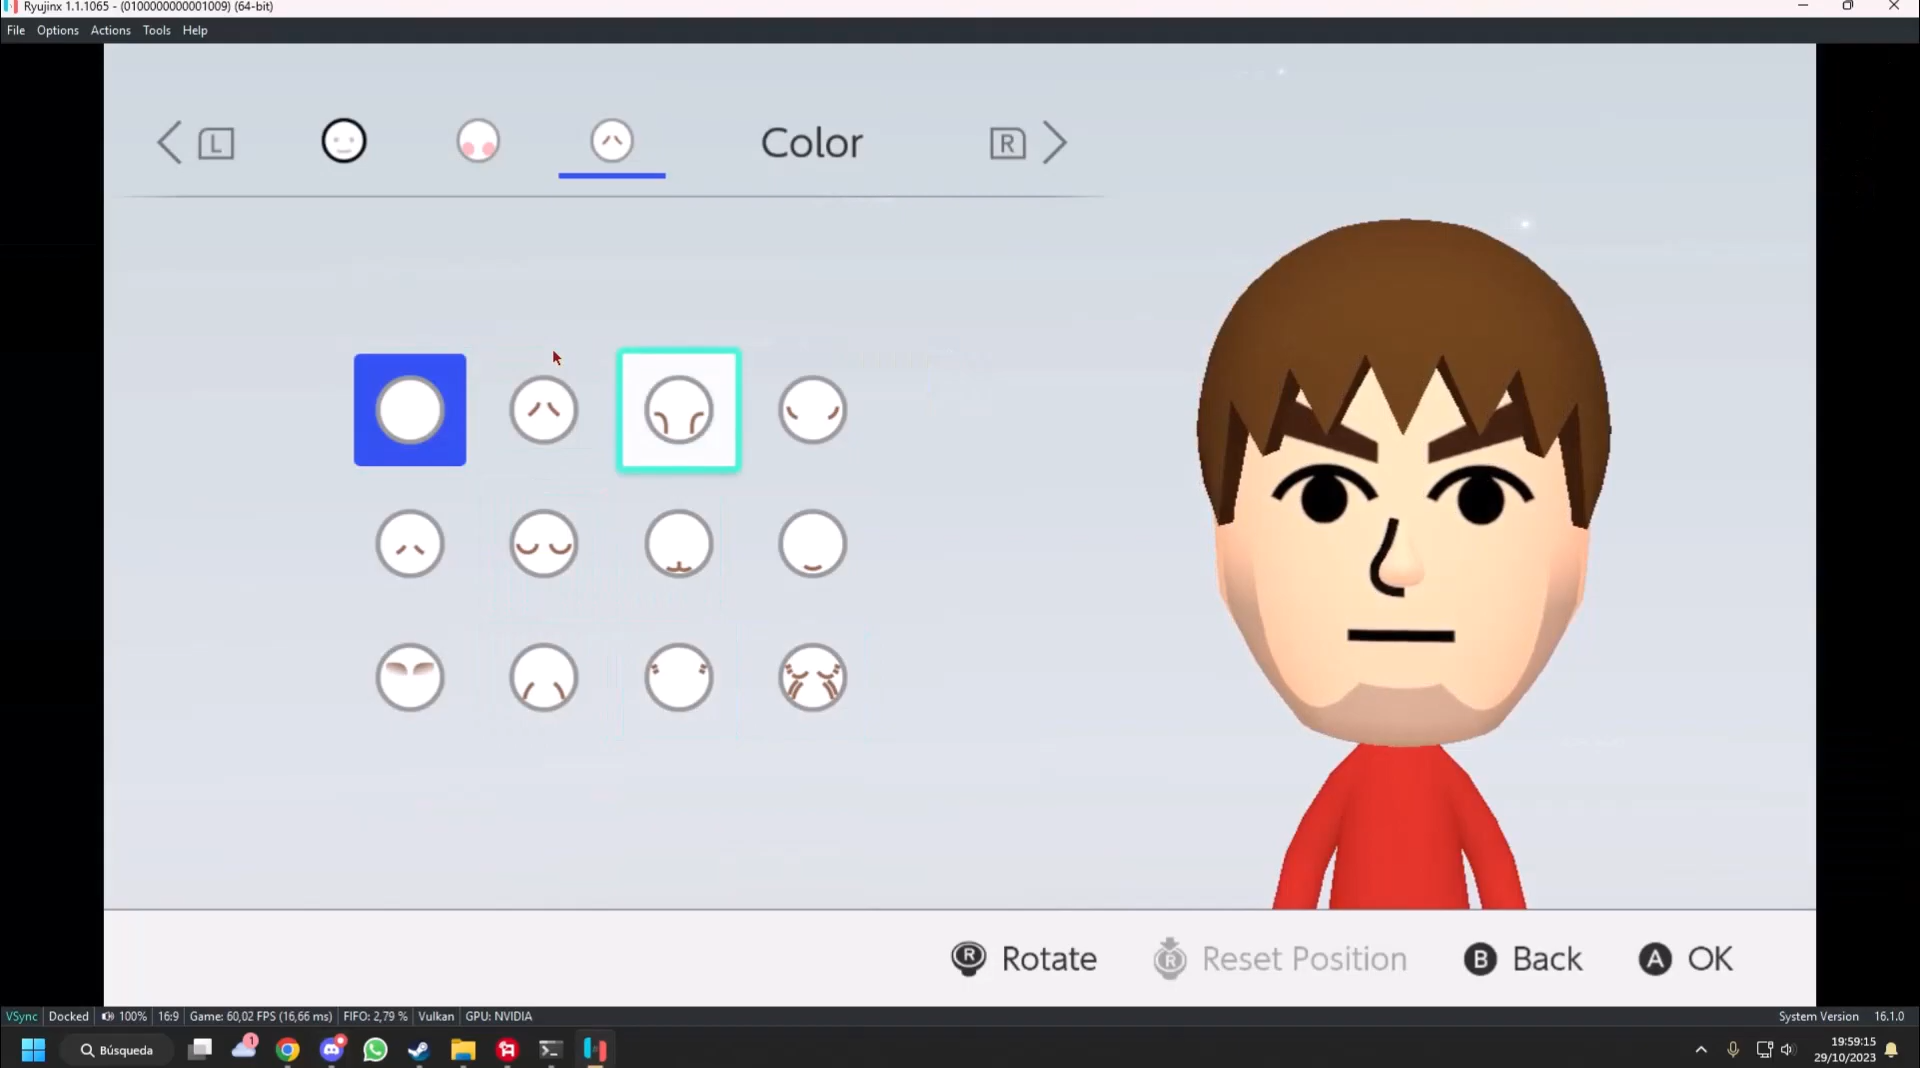 Ryujinx 1.1.1065 - (0100000000001009) (64-bit)
File Options Actions Tools Help
L Color R
R Rotate R Reset Position B Back A OK
VSync Docked 100% 16:9 Game: 60,02 FPS (16,66 ms) FIFO: 2,79 % Vulkan GPU: NVIDIA System Version 16.1.0
Búsqueda 1 19:59:15
29/10/2023